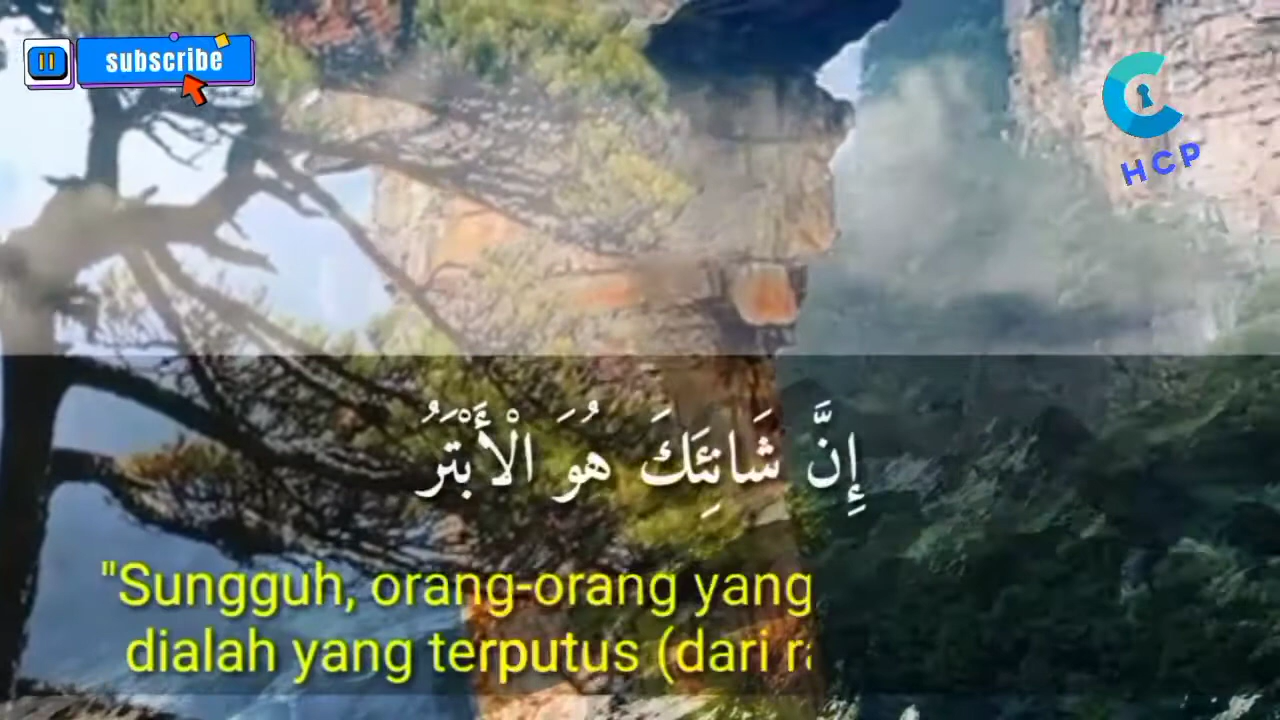 subscribe
HCP
إِنَّ شَانِئَكَ هُوَ الْأَبْتَرُ
"Sungguh, orang-orang yang
dialah yang terputus (dari